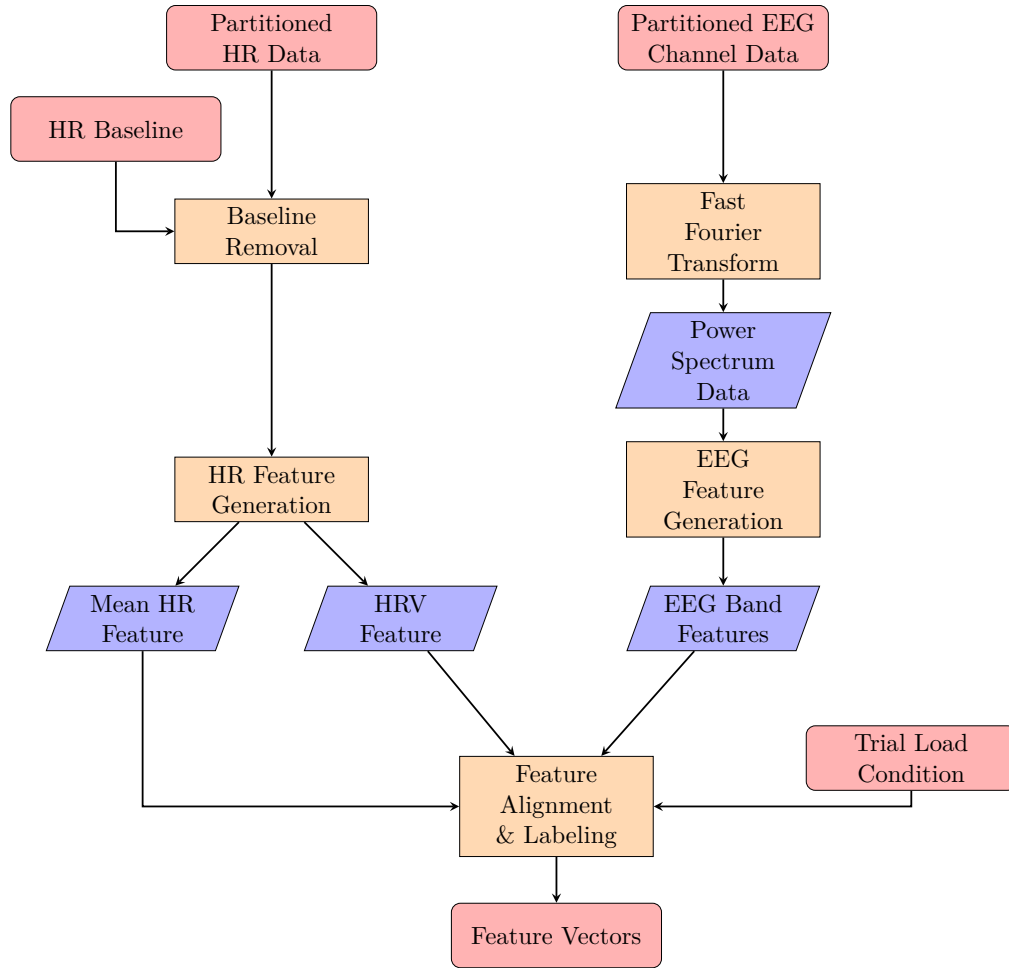 Partitioned
HR Data
Partitioned EEG
Channel Data
HR Baseline
Baseline
Removal
Fast
Fourier
Transform
Power
Spectrum
Data
HR Feature
Generation
EEG
Feature
Generation
Mean HR
Feature
HRV
Feature
EEG Band
Features
Trial Load
Condition
Feature
Alignment
& Labeling
Feature Vectors